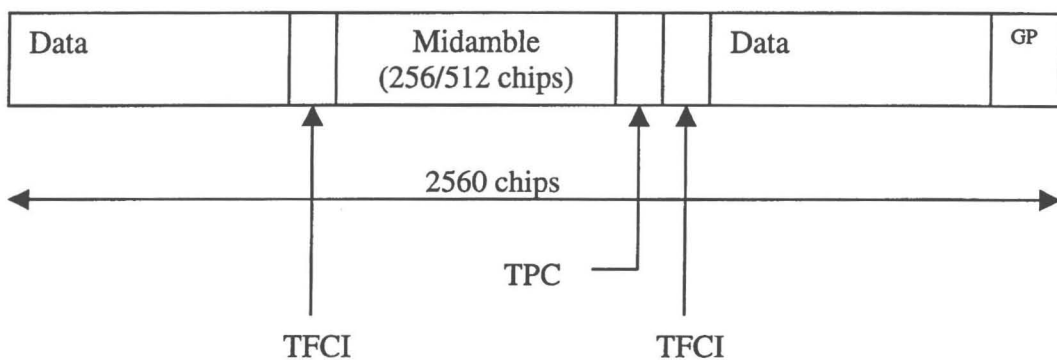 Data
Midamble
(256/512 chips)
Data
GP
2560 chips
TPC
TFCI
TFCI